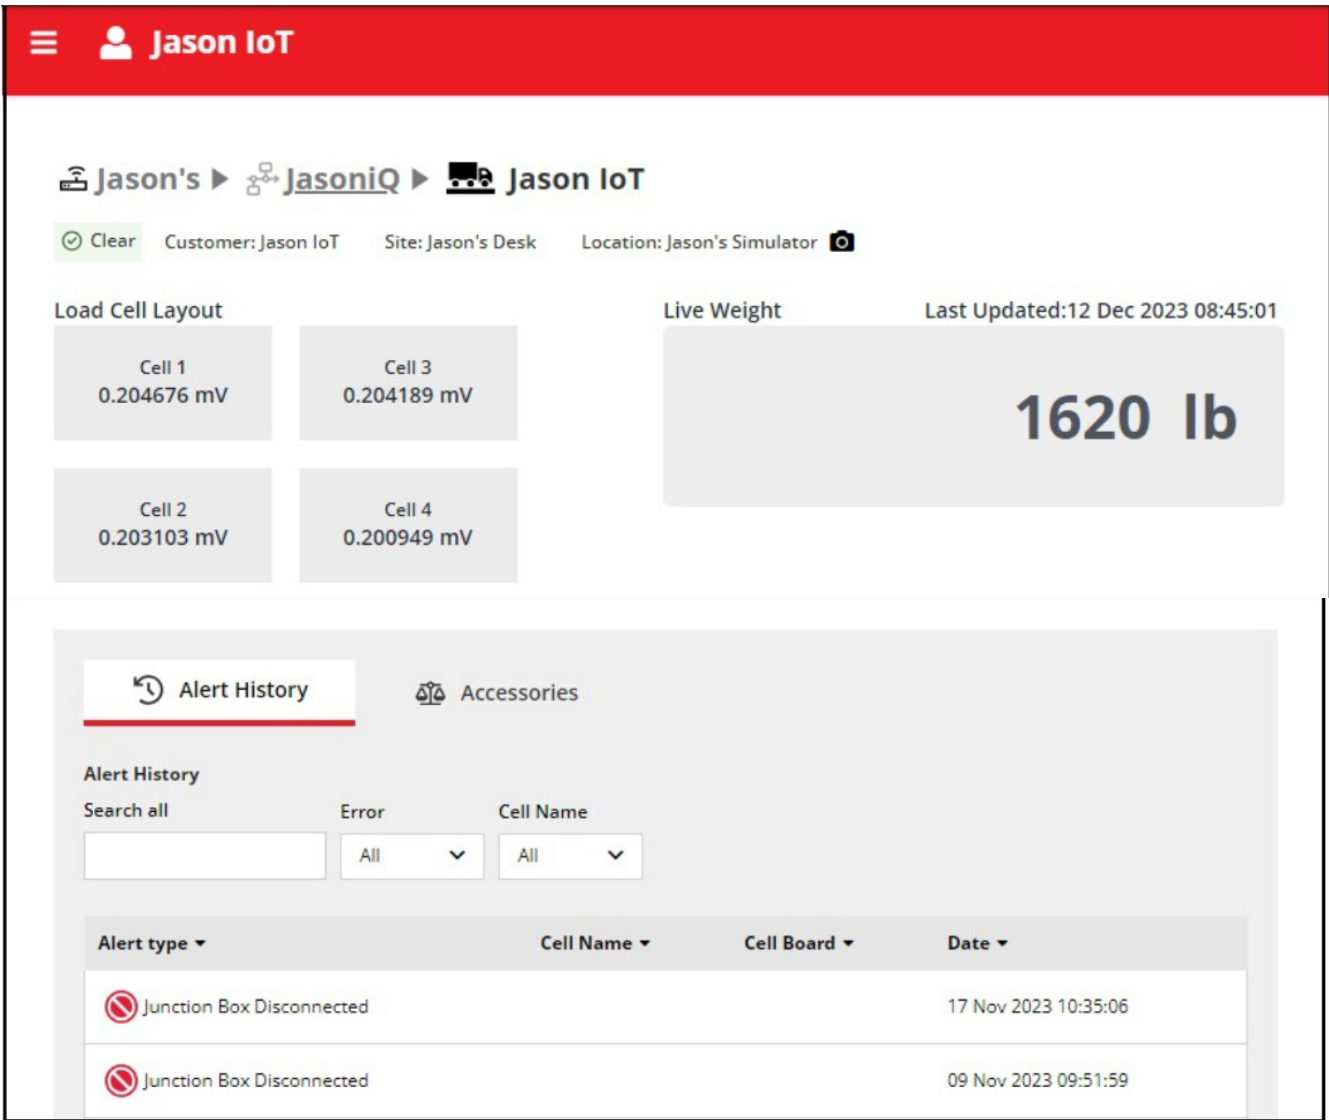 Jason IoT
Jason's JasoniQ Jason IoT
Clear Customer: Jason IoT Site: Jason's Desk Location: Jason's Simulator
Load Cell Layout
Cell 1
0.204676 mV
Cell 3
0.204189 mV
Cell 2
0.203103 mV
Cell 4
0.200949 mV
Live Weight Last Updated:12 Dec 2023 08:45:01
1620 lb
Alert History Accessories
Alert History
Search all Error Cell Name
All All
Alert type Cell Name Cell Board Date
Junction Box Disconnected 17 Nov 2023 10:35:06
Junction Box Disconnected 09 Nov 2023 09:51:59